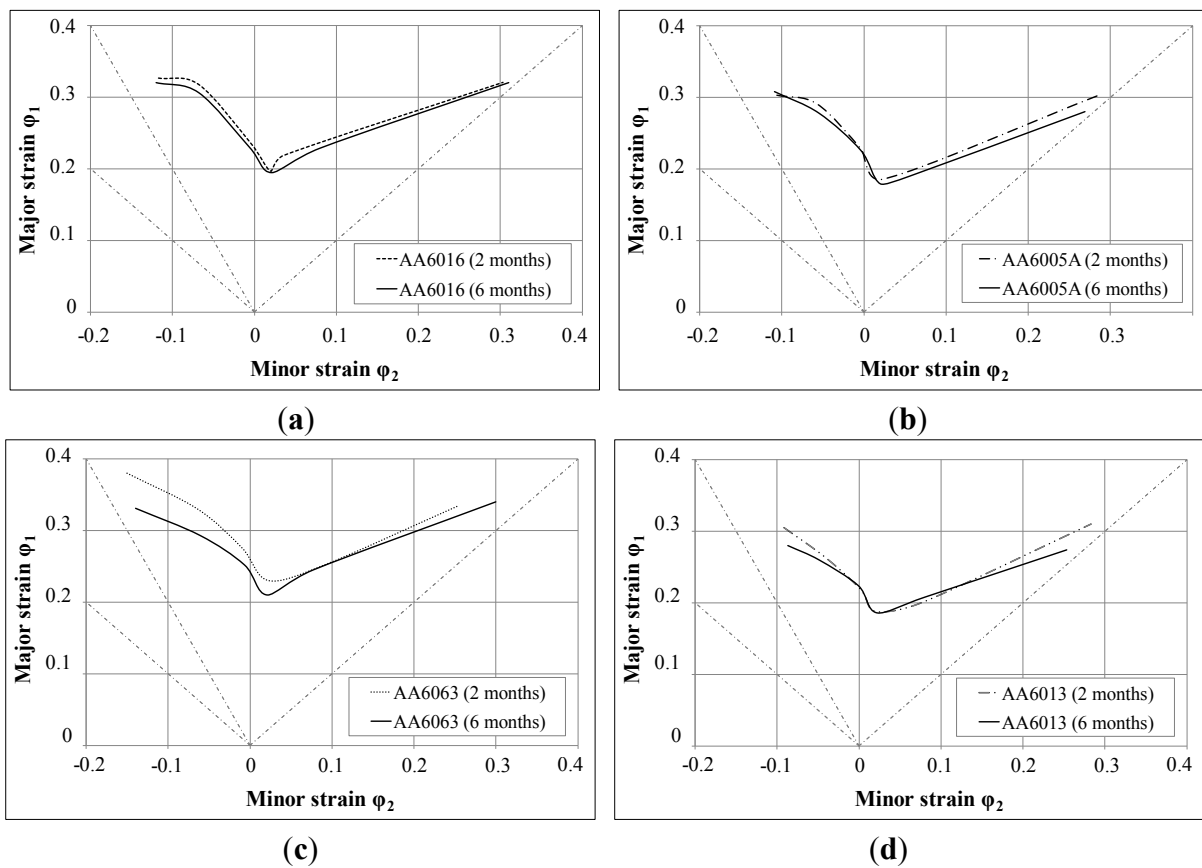 0.4
0.3
0.2
0.1
0
Major strain φ1
-0.2 -0.1 0 0.1 0.2 0.3 0.4
Minor strain φ2
AA6016 (2 months)
AA6016 (6 months)
(a)
0.4
0.3
0.2
0.1
0
Major strain φ1
-0.2 -0.1 0 0.1 0.2 0.3
Minor strain φ2
AA6005A (2 months)
AA6005A (6 months)
(b)
0.4
0.3
0.2
0.1
0
Major strain φ1
-0.2 -0.1 0 0.1 0.2 0.3 0.4
Minor strain φ2
AA6063 (2 months)
AA6063 (6 months)
(c)
0.4
0.3
0.2
0.1
0
Major strain φ1
-0.2 -0.1 0 0.1 0.2 0.3 0.4
Minor strain φ2
AA6013 (2 months)
AA6013 (6 months)
(d)